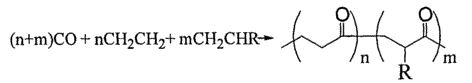 (n+m)CO + nCH₂CH₂ + mCH₂CHR
O
O
n
m
R